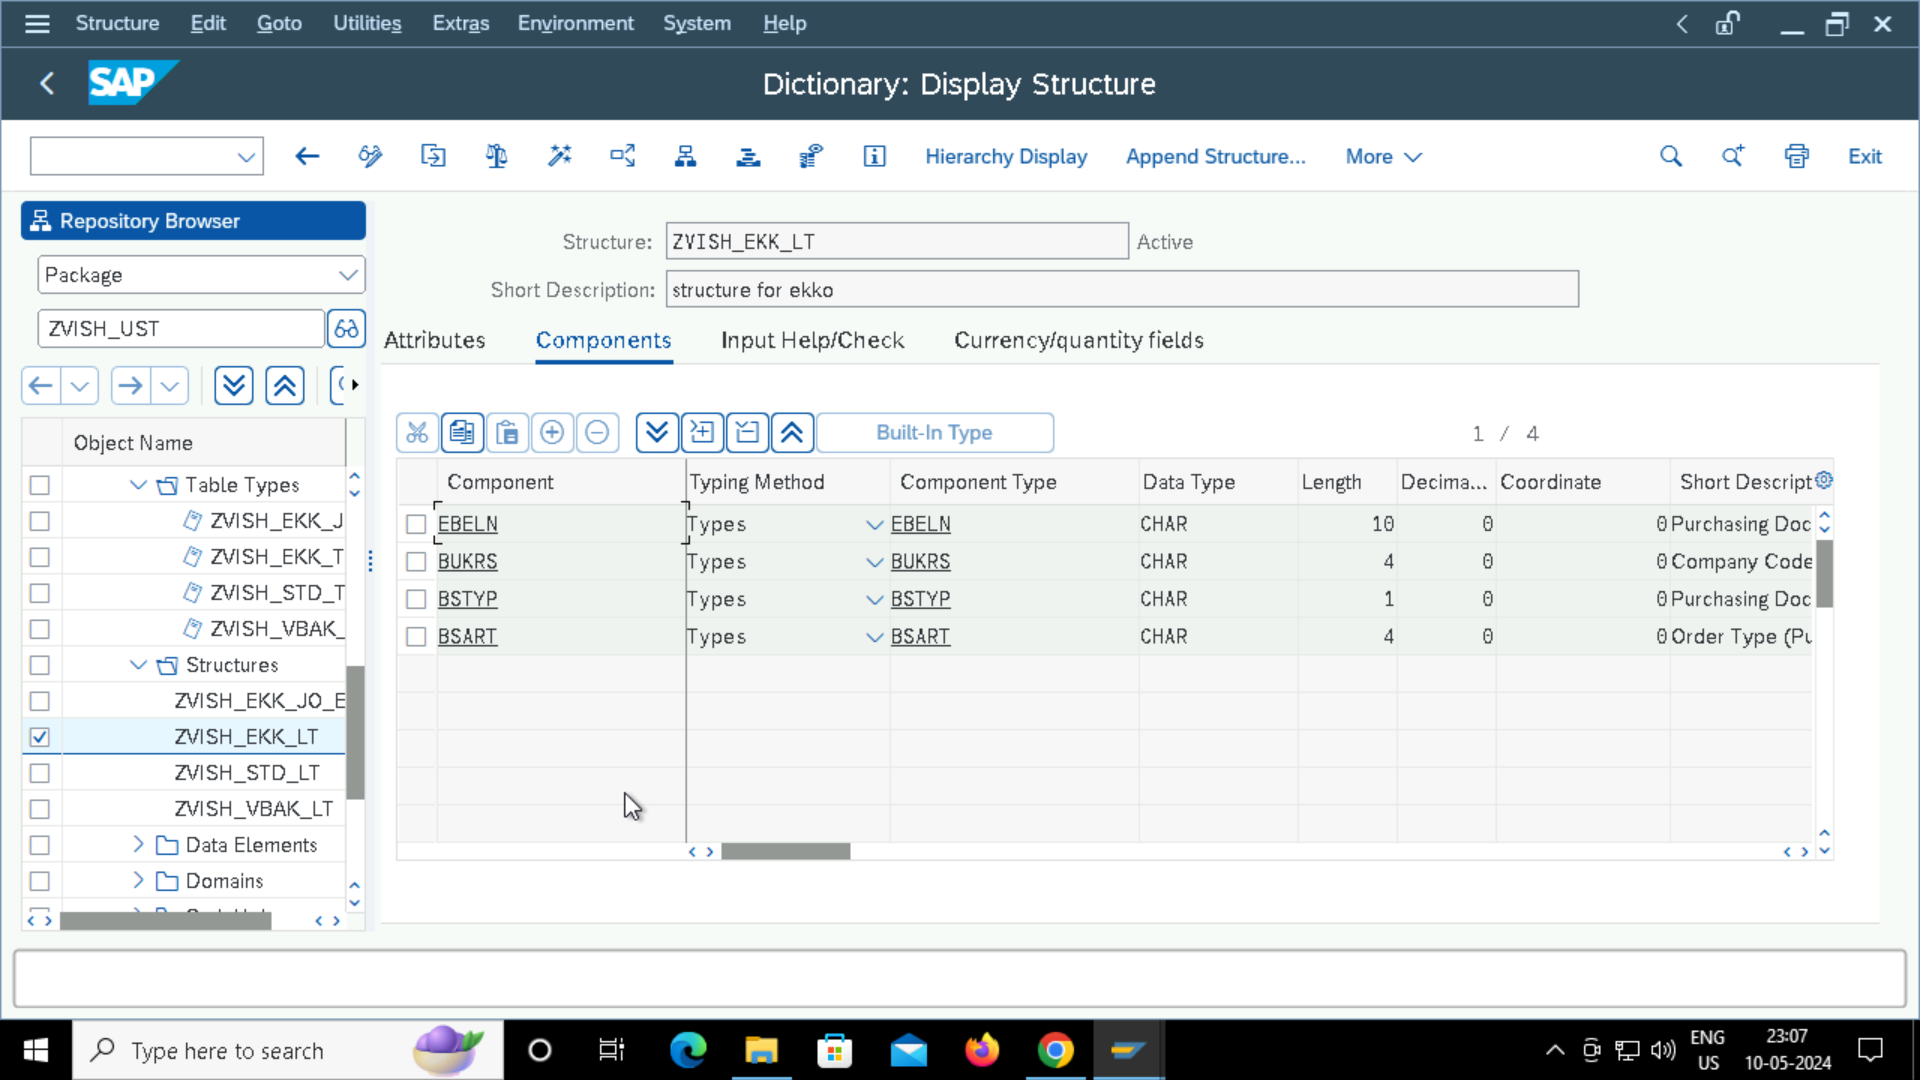 Structure Edit Goto Utilities Extras Environment System Help
SAP Dictionary: Display Structure
Hierarchy Display Append Structure... More Exit
Repository Browser
Package
ZVISH_UST
Object Name
Table Types
ZVISH_EKK_J
ZVISH_EKK_T
ZVISH_STD_T
ZVISH_VBAK_
Structures
ZVISH_EKK_JO_E
ZVISH_EKK_LT
ZVISH_STD_LT
ZVISH_VBAK_LT
Data Elements
Domains
Structure: ZVISH_EKK_LT Active
Short Description: structure for ekko
Attributes Components Input Help/Check Currency/quantity fields
Built-In Type 1 / 4
Component Typing Method Component Type Data Type Length Decima... Coordinate Short Descript
EBELN Types EBELN CHAR 10 0 0 Purchasing Doc
BUKRS Types BUKRS CHAR 4 0 0 Company Code
BSTYP Types BSTYP CHAR 1 0 0 Purchasing Doc
BSART Types BSART CHAR 4 0 0 Order Type (Pu
Type here to search
ENG 23:07
US 10-05-2024